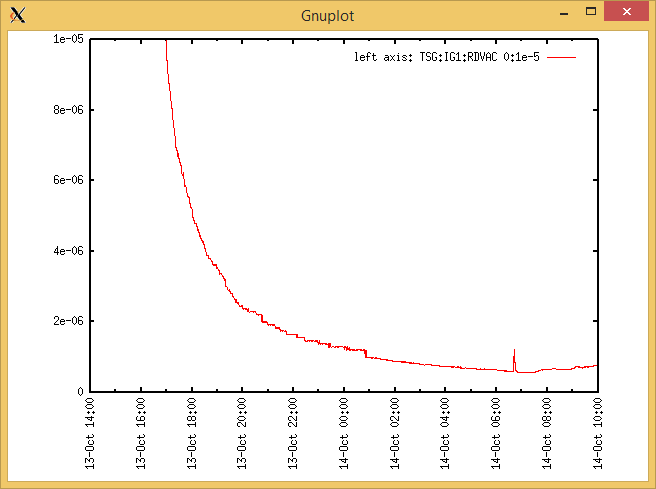 Gnuplot
left axis: TSG:IG1:RDVAC 0:1e-5
1e-05
8e-06
6e-06
4e-06
2e-06
0
13-Oct 14:00
13-Oct 16:00
13-Oct 18:00
13-Oct 20:00
13-Oct 22:00
14-Oct 00:00
14-Oct 02:00
14-Oct 04:00
14-Oct 06:00
14-Oct 08:00
14-Oct 10:00